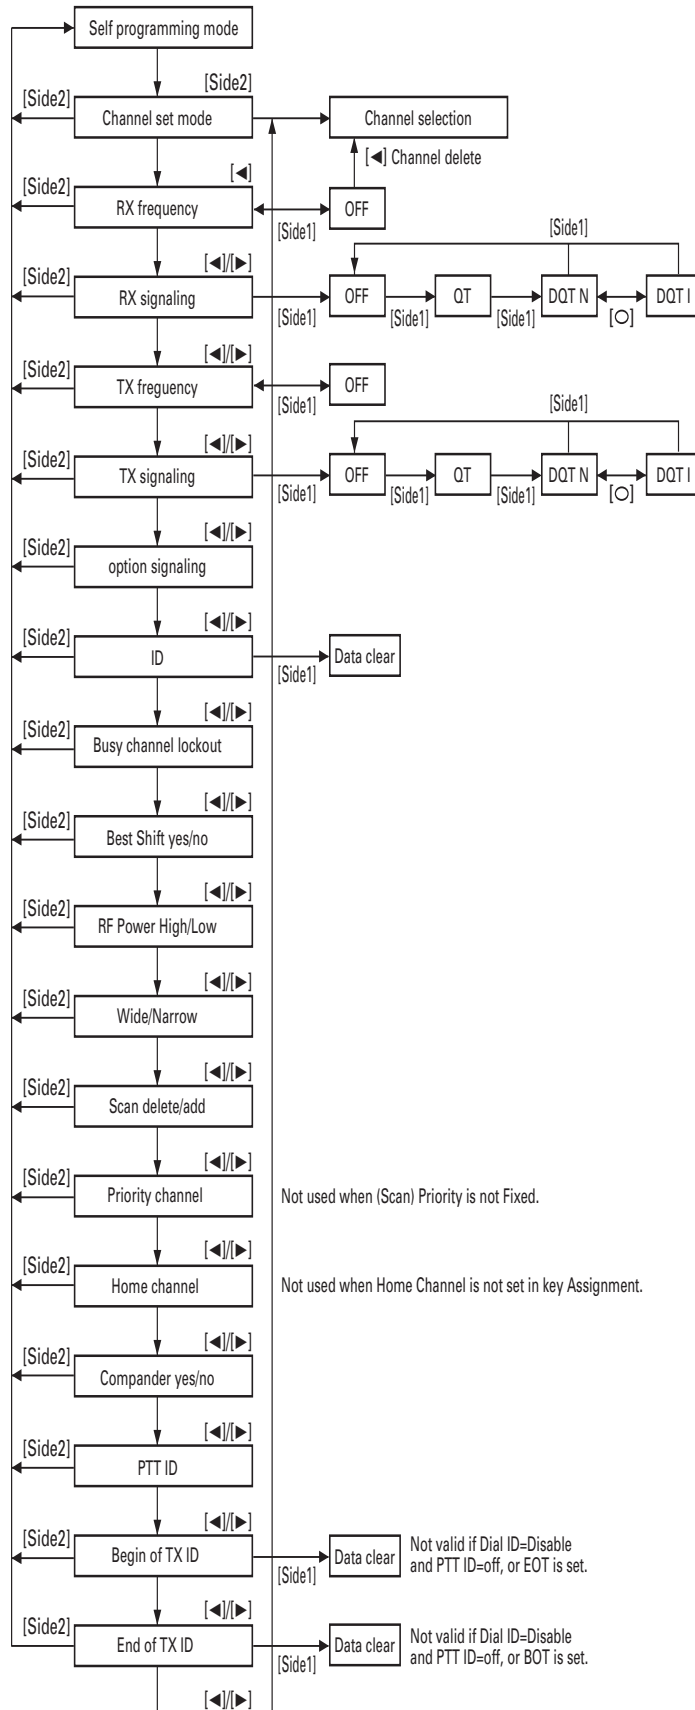 Self programming mode
[Side2]
[Side2]
Channel set mode
Channel selection
[◀] Channel delete
[◀]
[Side2]
RX frequency
OFF
[Side1]
[Side1]
[◀]/[▶]
[Side2]
RX signaling
OFF
QT
DQT N
DQT I
[Side1]
[Side1]
[Side1]
[O]
[◀]/[▶]
[Side2]
TX frequency
OFF
[Side1]
[Side1]
[◀]/[▶]
[Side2]
TX signaling
OFF
QT
DQT N
DQT I
[Side1]
[Side1]
[Side1]
[O]
[◀]/[▶]
[Side2]
option signaling
[◀]/[▶]
[Side2]
ID
Data clear
[Side1]
[◀]/[▶]
[Side2]
Busy channel lockout
[◀]/[▶]
[Side2]
Best Shift yes/no
[◀]/[▶]
[Side2]
RF Power High/Low
[◀]/[▶]
[Side2]
Wide/Narrow
[◀]/[▶]
[Side2]
Scan delete/add
[◀]/[▶]
[Side2]
Priority channel
Not used when (Scan) Priority is not Fixed.
[◀]/[▶]
[Side2]
Home channel
Not used when Home Channel is not set in key Assignment.
[◀]/[▶]
[Side2]
Compander yes/no
[◀]/[▶]
[Side2]
PTT ID
[◀]/[▶]
[Side2]
Begin of TX ID
Data clear
[Side1]
Not valid if Dial ID=Disable
and PTT ID=off, or EOT is set.
[◀]/[▶]
[Side2]
End of TX ID
Data clear
[Side1]
Not valid if Dial ID=Disable
and PTT ID=off, or BOT is set.
[◀]/[▶]